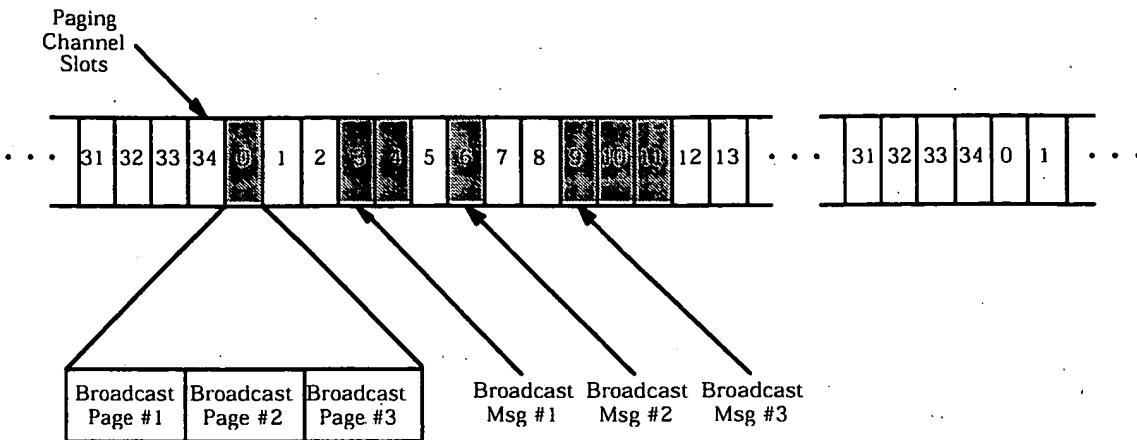 Paging
Channel
Slots
• • • 31 32 33 34 0 1 2 3 4 5 6 7 8 9 10 11 12 13 • • • 31 32 33 34 0 1 • • •
Broadcast Page #1
Broadcast Page #2
Broadcast Page #3
Broadcast Msg #1
Broadcast Msg #2
Broadcast Msg #3